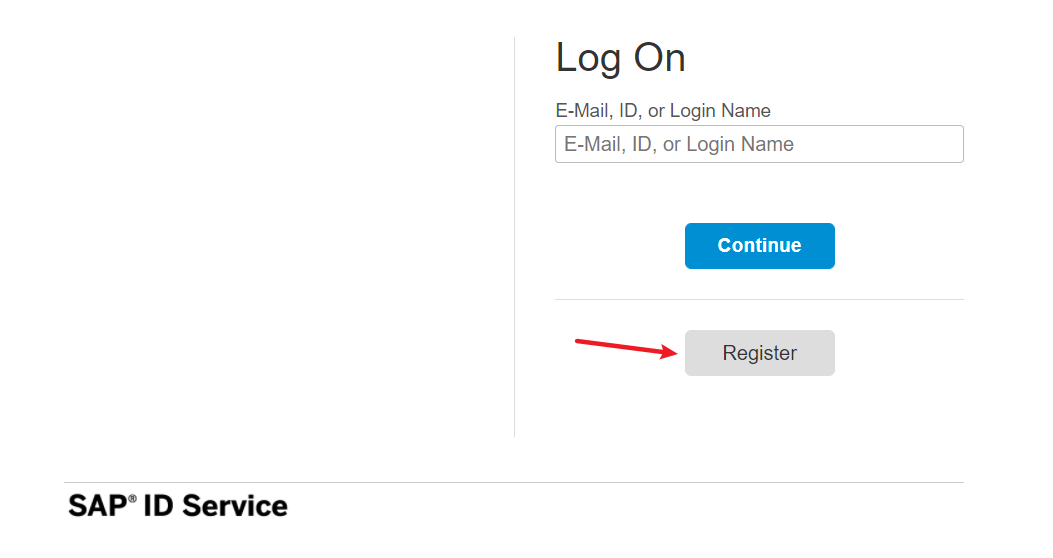 Log On
E-Mail, ID, or Login Name
E-Mail, ID, or Login Name
Continue
Register
SAP® ID Service